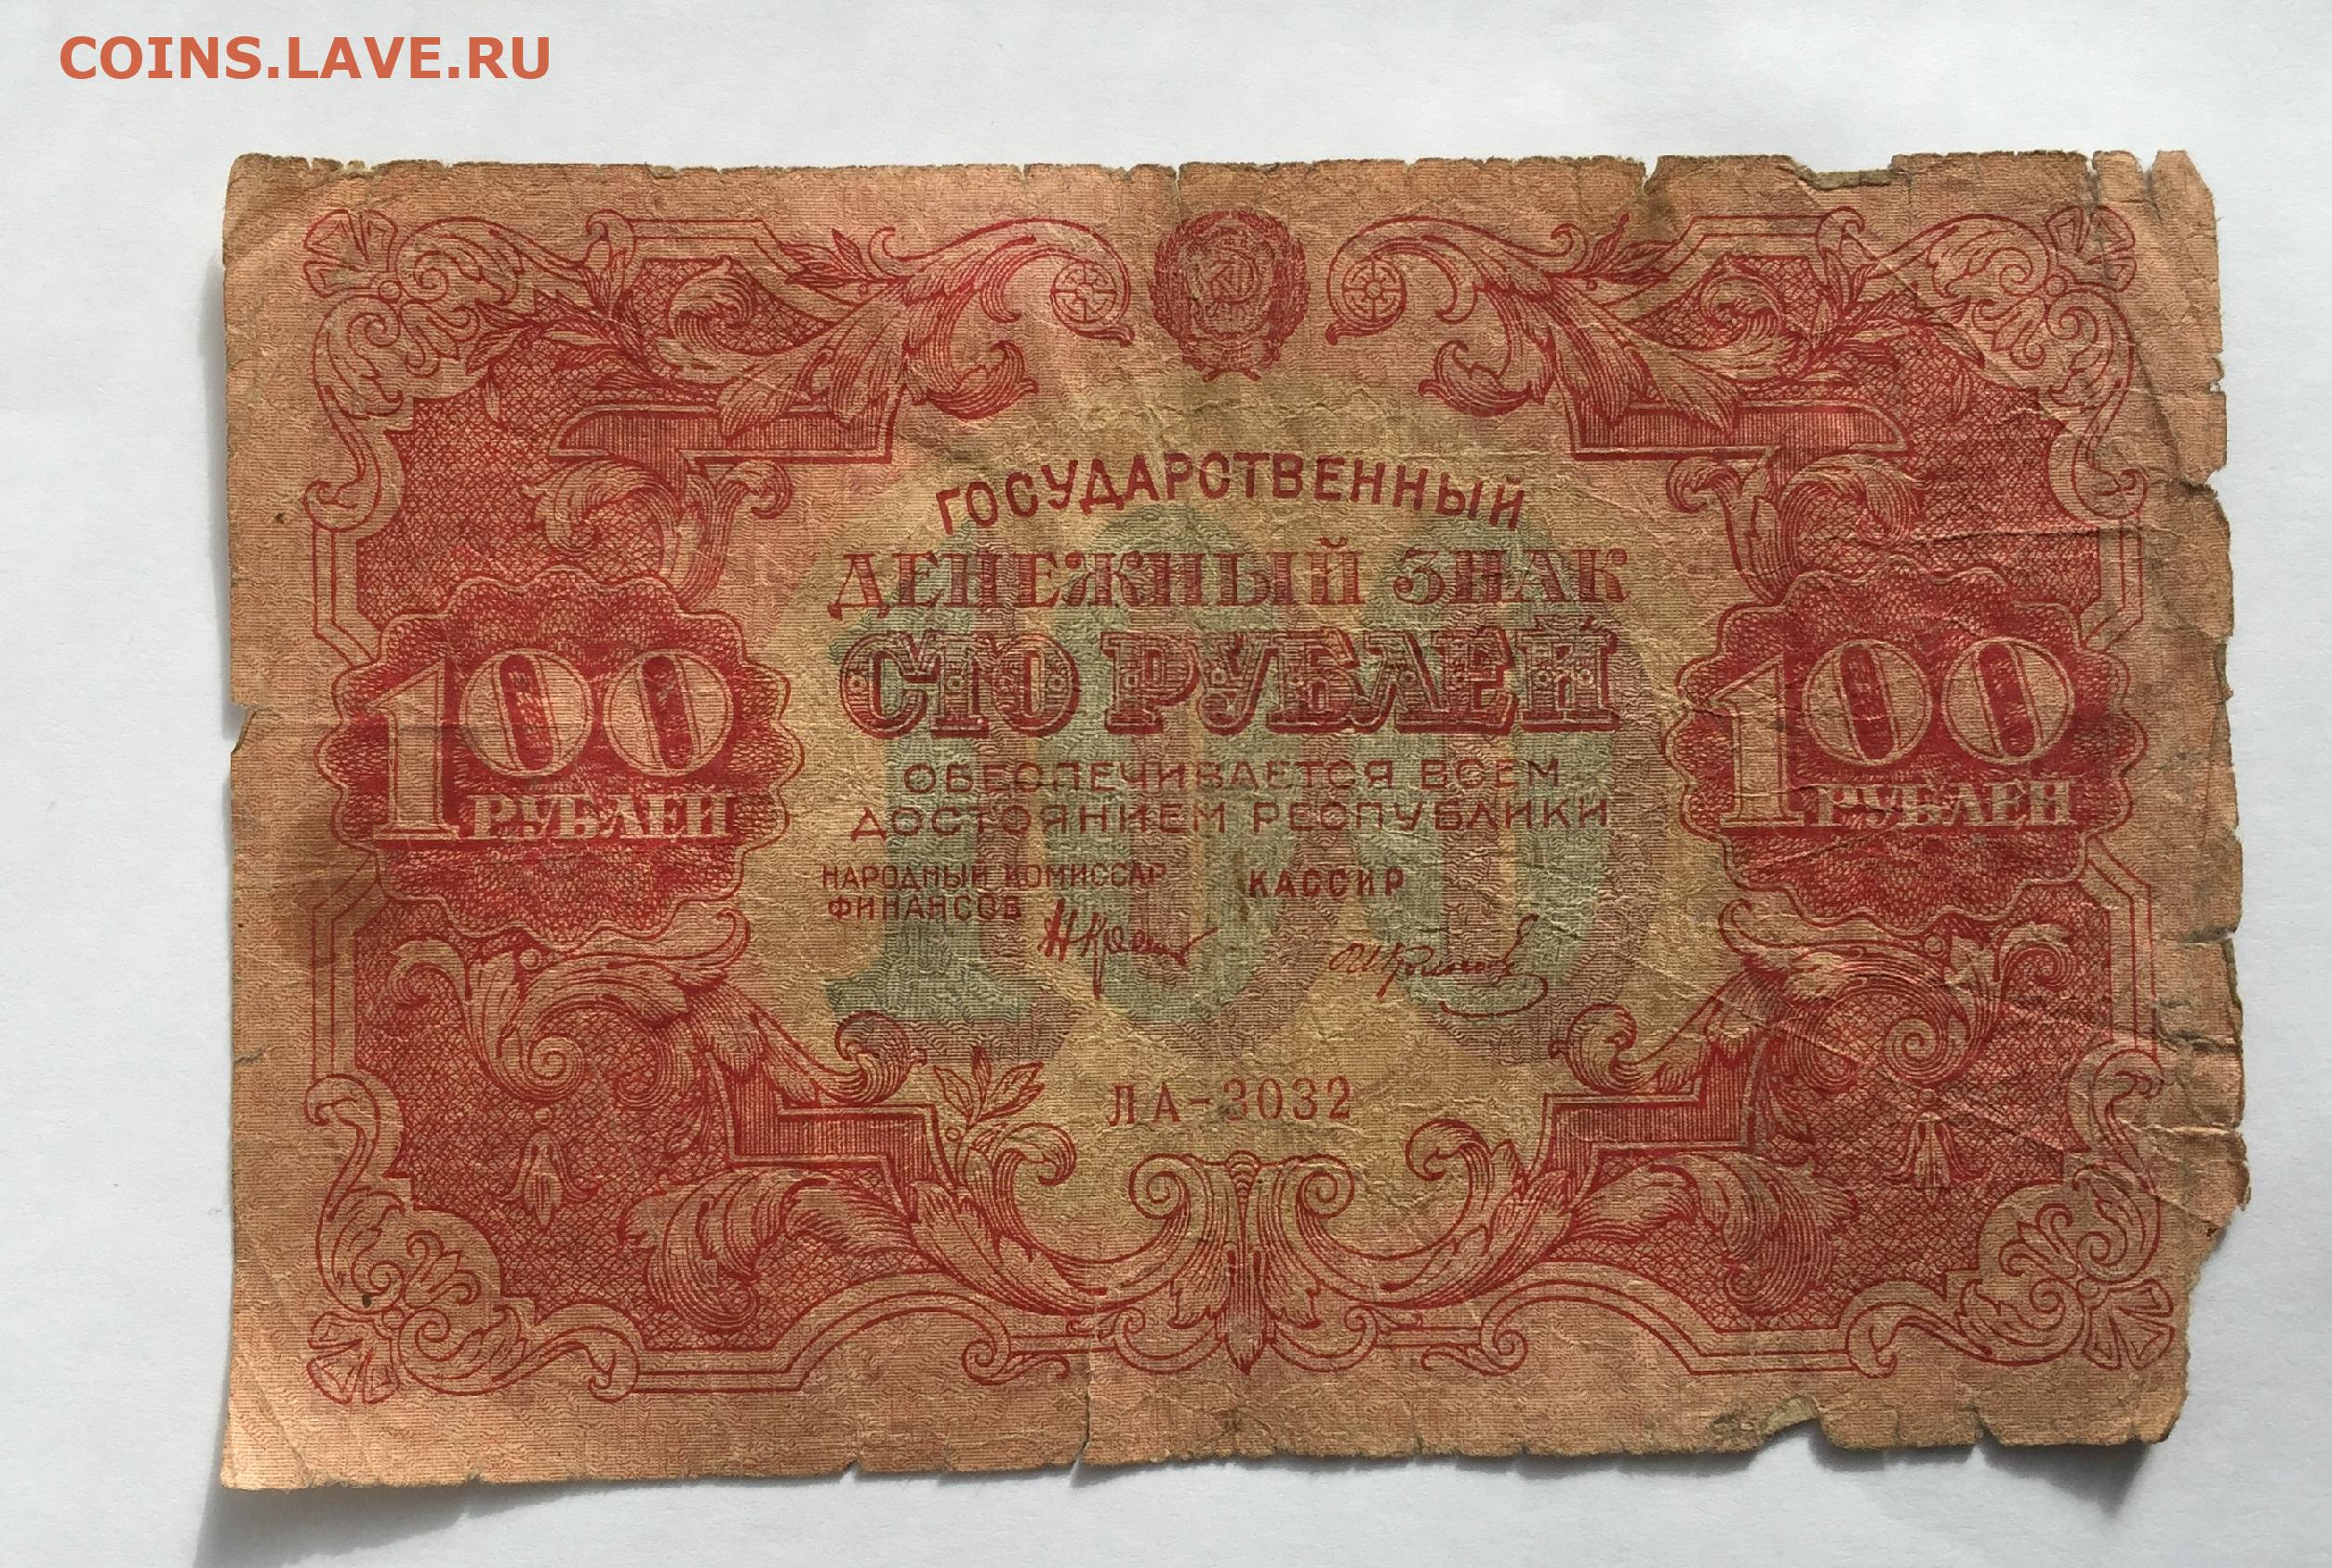 COINS.LAVE.RU
ГОСУДАРСТВЕННЫЙ
ДЕНЕЖНЫЙ ЗНАК
СТО РУБЛЕЙ
100
РУБЛЕЙ
100
РУБЛЕЙ
ОБЕСПЕЧИВАЕТСЯ ВСЕМ
ДОСТОЯНИЕМ РЕСПУБЛИКИ
НАРОДНЫЙ КОМИССАР
ФИНАНСОВ
КАССИР
100
ЛА-3032